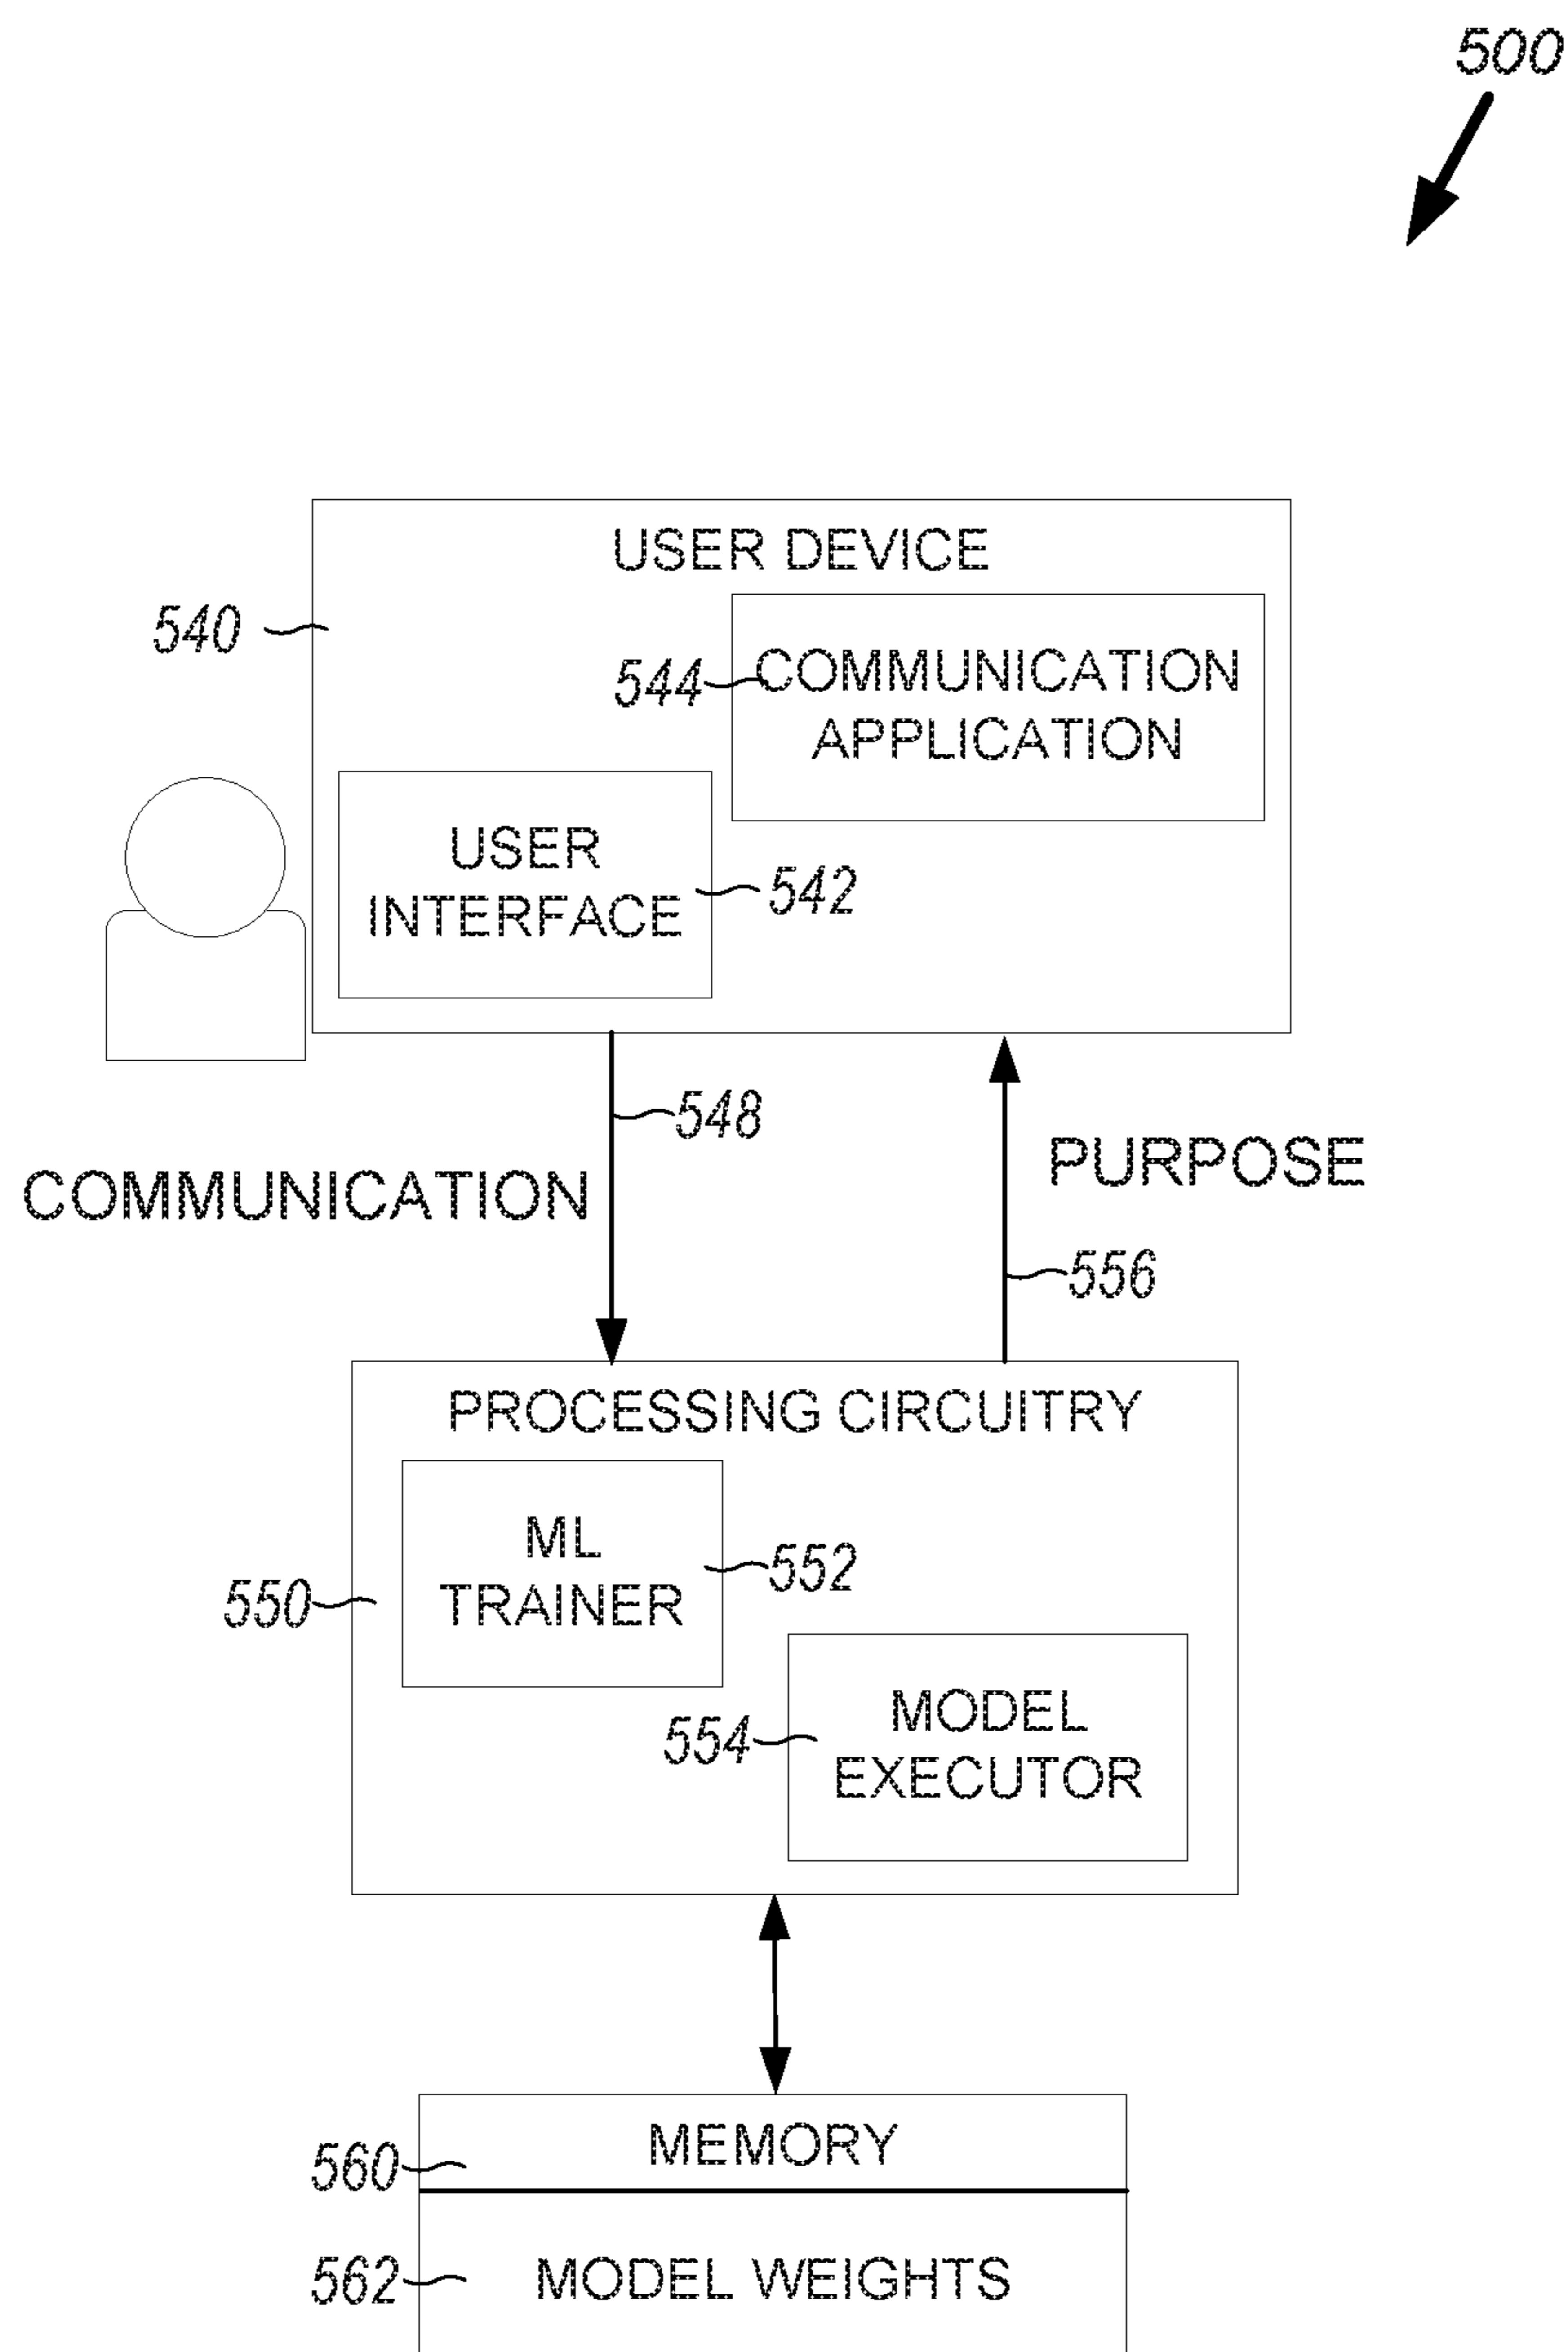 500
USER DEVICE
540
544
COMMUNICATION
APPLICATION
USER
INTERFACE
542
548
COMMUNICATION
PURPOSE
556
PROCESSING CIRCUITRY
ML
TRAINER
552
550
554
MODEL
EXECUTOR
MEMORY
560
562
MODEL WEIGHTS